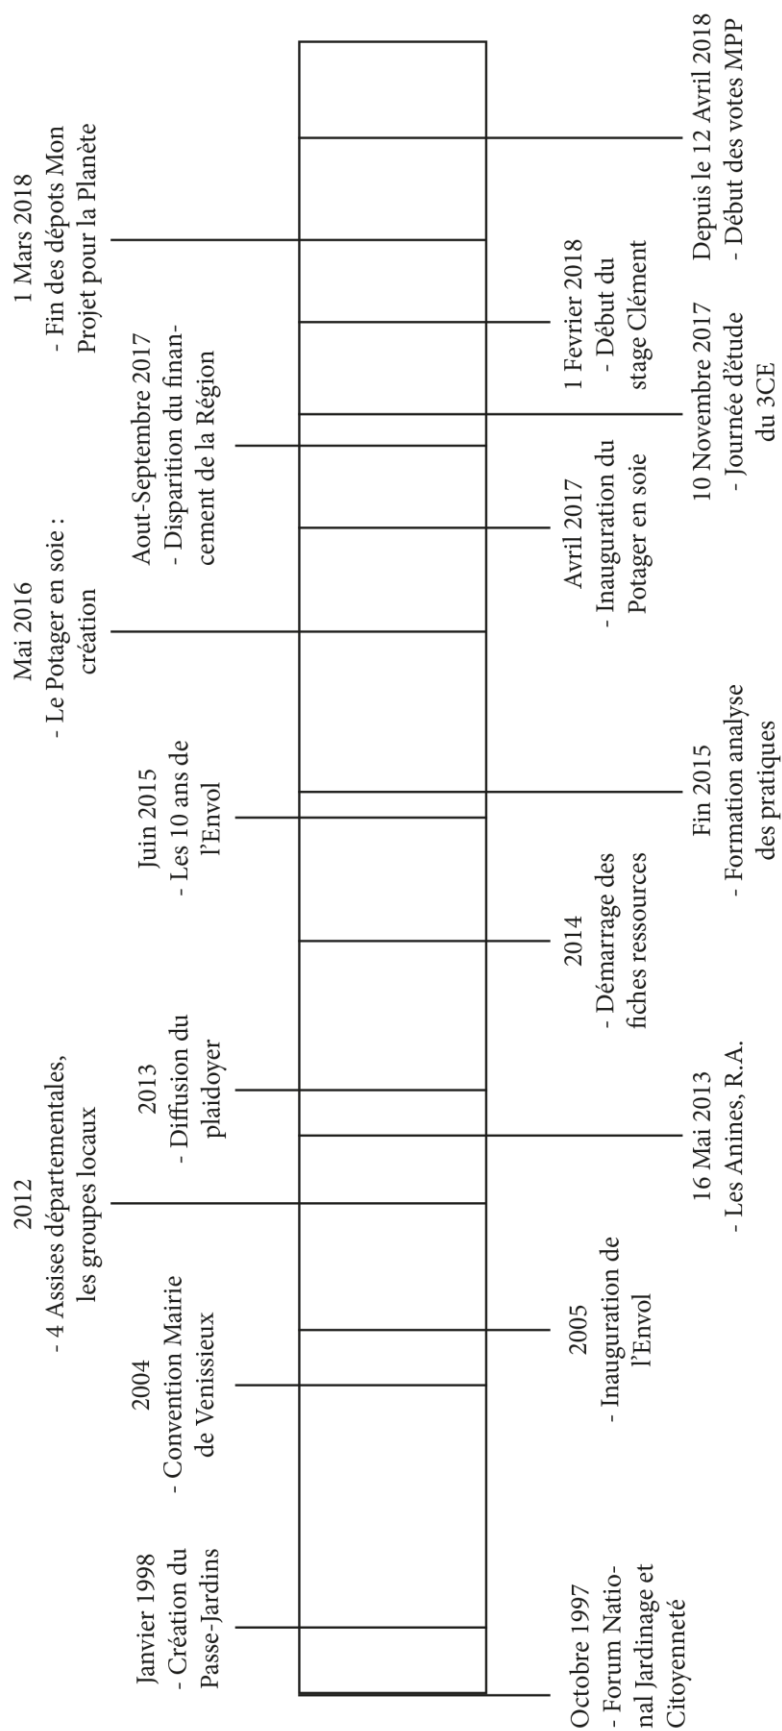 Octobre 1997
- Forum Natio-
nal Jardinage et
Citoyenneté
Janvier 1998
- Création du
Passe-Jardins
2004
- Convention Mairie
de Venissieux
2005
- Inauguration de
l'Envol
2012
- 4 Assises départementales,
les groupes locaux
16 Mai 2013
- Les Anines, R.A.
2013
- Diffusion du
plaidoyer
2014
- Démarrage des
fiches ressources
Juin 2015
- Les 10 ans de
l'Envol
Fin 2015
- Formation analyse
des pratiques
Mai 2016
- Le Potager en soie :
création
Avril 2017
- Inauguration du
Potager en soie
Aout-Septembre 2017
- Disparition du finan-
cement de la Région
10 Novembre 2017
- Journée d'étude
du 3CE
1 Fevrier 2018
- Début du
stage Clément
1 Mars 2018
- Fin des dépots Mon
Projet pour la Planète
Depuis le 12 Avril 2018
- Début des votes MPP